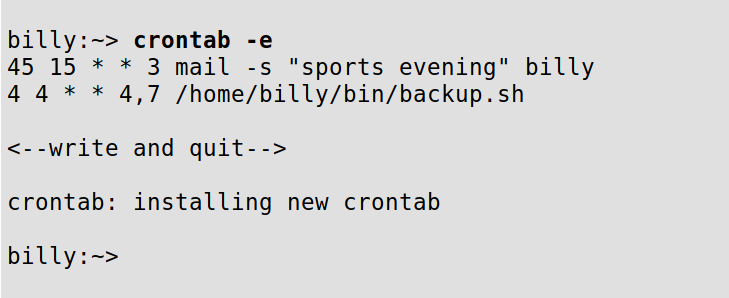 billy:~> crontab -e
45 15 * * 3 mail -s "sports evening" billy
4 4 * * 4,7 /home/billy/bin/backup.sh
<--write and quit-->
crontab: installing new crontab
billy:~>